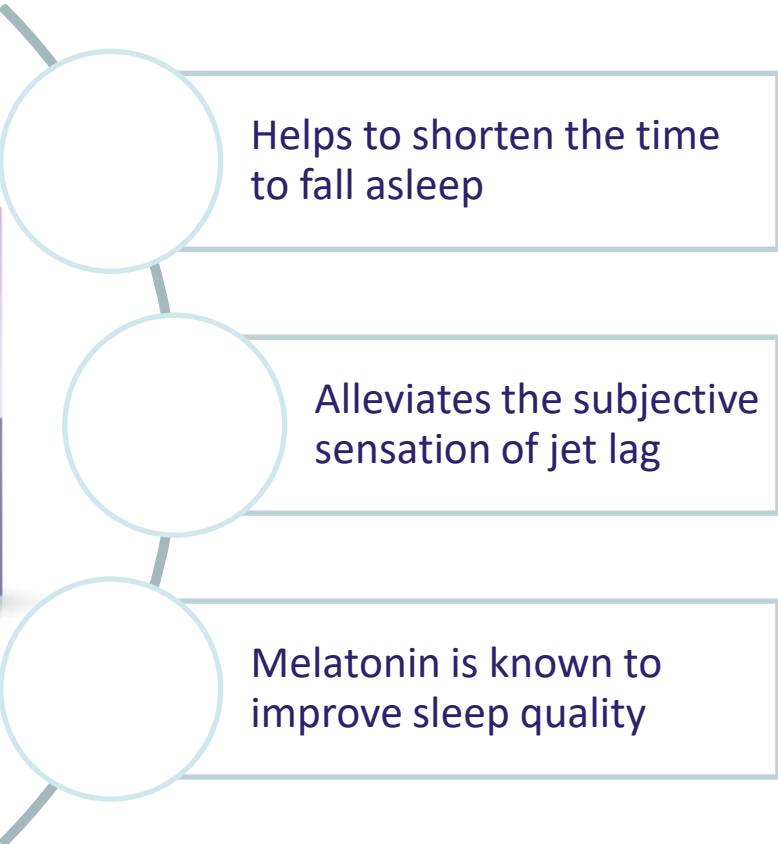 Helps to shorten the time
to fall asleep
Alleviates the subjective
sensation of jet lag
Melatonin is known to
improve sleep quality